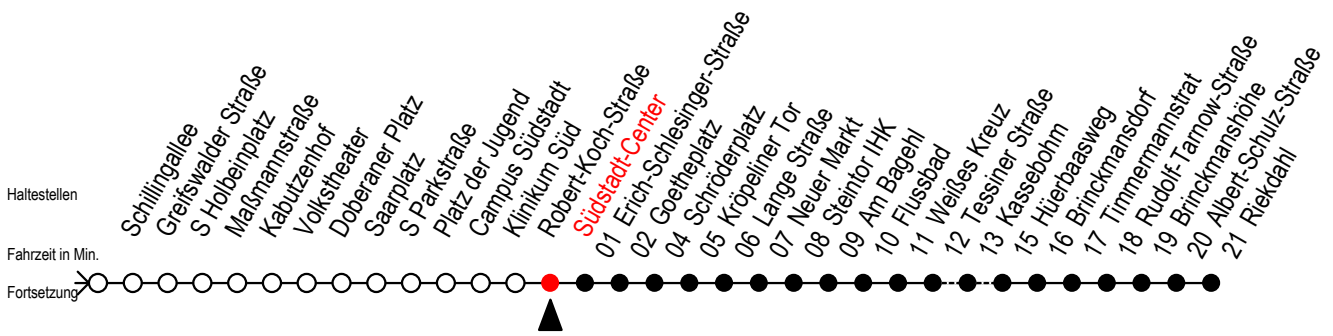 Haltestellen
Schillingallee
Greifswalder Straße
S Holbeinplatz
Maßmannstraße
Kabutzenhof
Volkstheater
Doberaner Platz
Saarplatz
S Parkstraße
Platz der Jugend
Campus Südstadt
Klinikum Süd
Robert-Koch-Straße
Südstadt-Center
01 Erich-Schlesinger-Straße
02 Goetheplatz
04 Schröderplatz
05 Kröpeliner Tor
06 Lange Straße
07 Neuer Markt
08 Steintor IHK
09 Am Bagehl
10 Flussbad
11 Weißes Kreuz
12 Tessiner Straße
13 Kassebohm
15 Hüerbaasweg
16 Brinckmansdorf
17 Timmermannstrat
18 Rudolf-Tarnow-Straße
19 Brinckmanshöhe
20 Albert-Schulz-Straße
21 Riekdahl
Fahrzeit in Min.
Fortsetzung